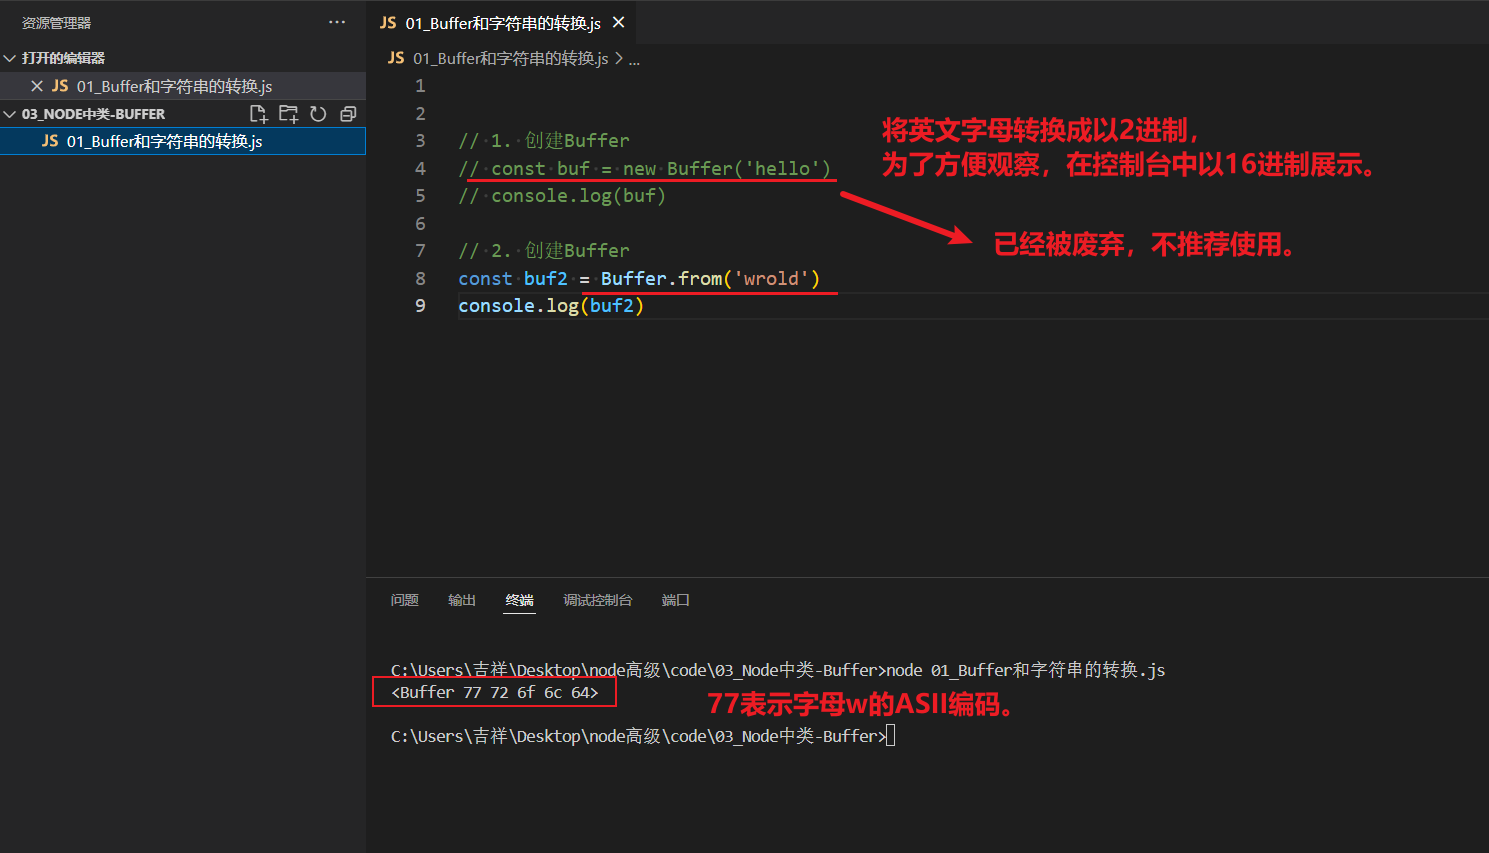 资源管理器 ···
打开的编辑器
JS 01_Buffer和字符串的转换.js
03_NODE中类-BUFFER
JS 01_Buffer和字符串的转换.js
JS 01_Buffer和字符串的转换.js
JS 01_Buffer和字符串的转换.js > ...
1
2
3 // 1. 创建Buffer
4 // const buf = new Buffer('hello')
5 // console.log(buf)
6
7 // 2. 创建Buffer
8 const buf2 = Buffer.from('wrold')
9 console.log(buf2)
将英文字母转换成以2进制，
为了方便观察，在控制台中以16进制展示。
已经被废弃，不推荐使用。
问题 输出 终端 调试控制台 端口
C:\Users\吉祥\Desktop\node高级\code\03_Node中类-Buffer>node 01_Buffer和字符串的转换.js
<Buffer 77 72 6f 6c 64>
77表示字母w的ASII编码。
C:\Users\吉祥\Desktop\node高级\code\03_Node中类-Buffer>